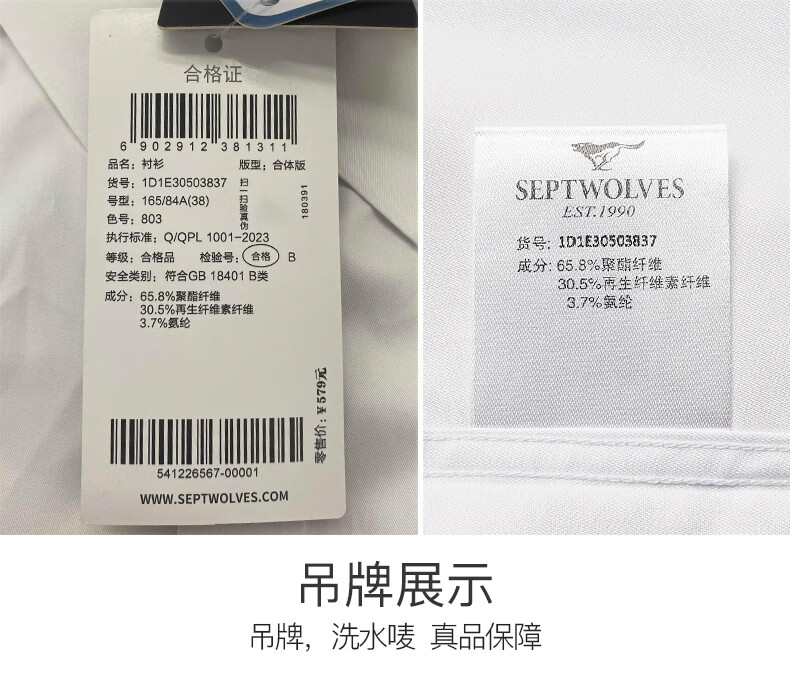 合格证
6 902912 381311
品名：衬衫 版型：合体版
货号：1D1E30503837
号型：165/84A(38)
色号：803
扫一扫验真伪
180391
执行标准：Q/QPL 1001-2023
等级：合格品 检验号：合格 B
安全类别：符合GB 18401 B类
成分：65.8%聚酯纤维
30.5%再生纤维素纤维
3.7%氨纶
零售价：¥579元
541226567-00001
WWW.SEPTWOLVES.COM
SEPTWOLVES
EST.1990
货号：1D1E30503837
成分：65.8%聚酯纤维
30.5%再生纤维素纤维
3.7%氨纶
吊牌展示
吊牌，洗水唛 真品保障